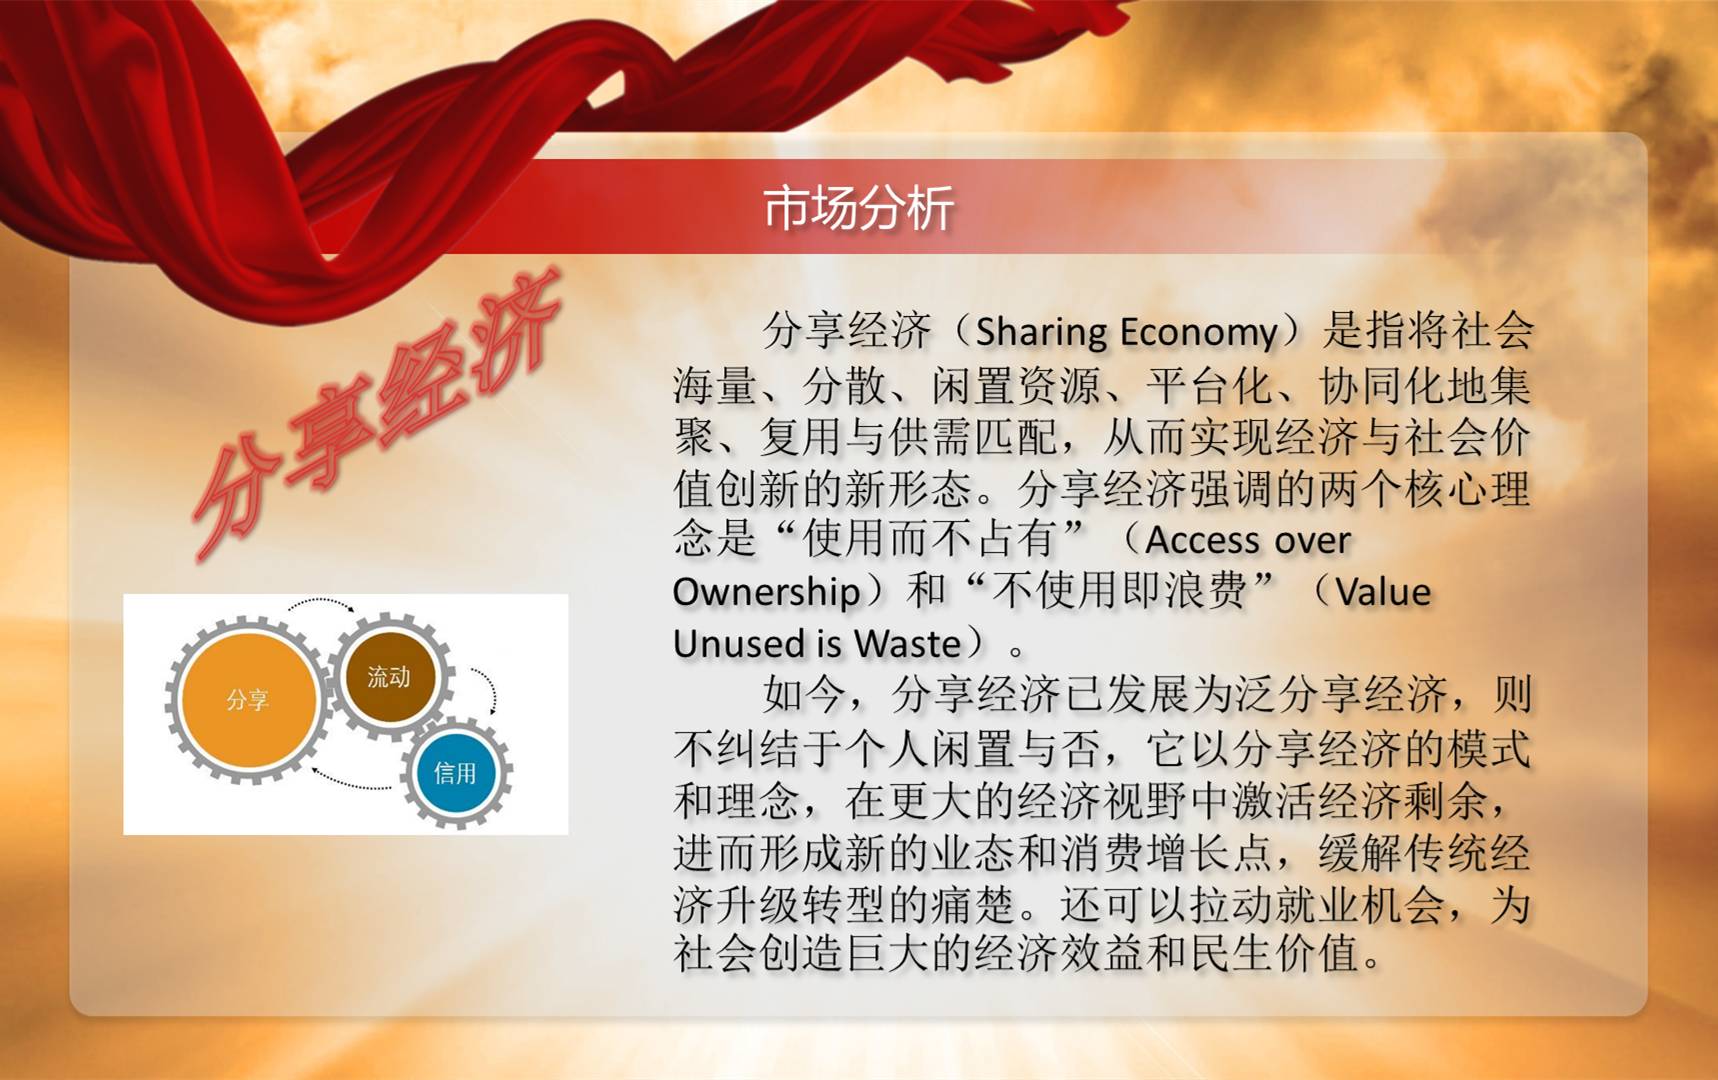 市场分析
分享经济
分享经济（Sharing Economy）是指将社会
海量、分散、闲置资源、平台化、协同化地集
聚、复用与供需匹配，从而实现经济与社会价
值创新的新形态。分享经济强调的两个核心理
念是“使用而不占有”（Access over
Ownership）和“不使用即浪费”（Value
Unused is Waste）。
如今，分享经济已发展为泛分享经济，则
不纠结于个人闲置与否，它以分享经济的模式
和理念，在更大的经济视野中激活经济剩余，
进而形成新的业态和消费增长点，缓解传统经
济升级转型的痛楚。还可以拉动就业机会，为
社会创造巨大的经济效益和民生价值。
分享
流动
信用